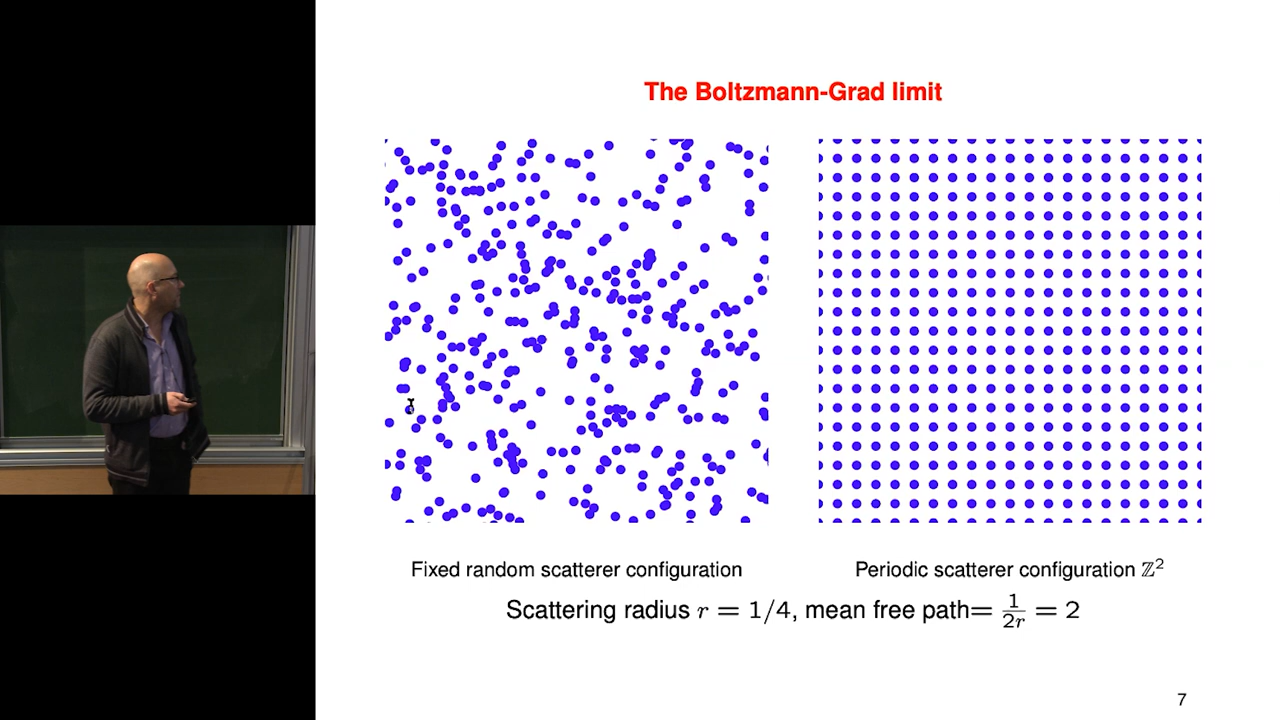 The Boltzmann-Grad limit
Fixed random scatterer configuration
Periodic scatterer configuration ℤ²
Scattering radius r = 1/4, mean free path= 1/2r = 2
7